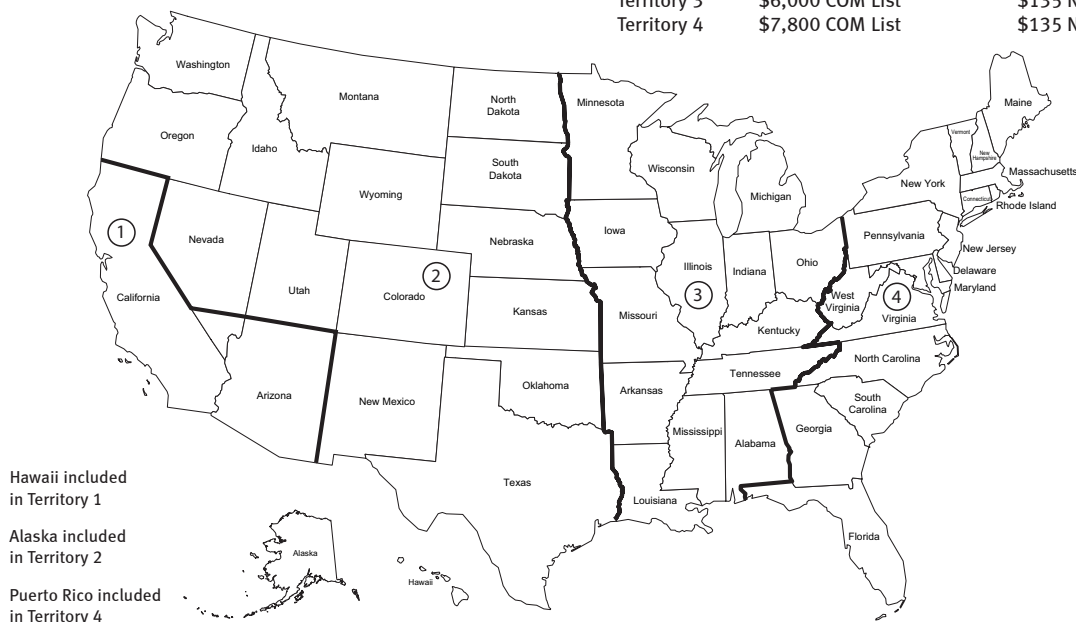 Territory 3 $6,000 COM List $135 N
Territory 4 $7,800 COM List $135 N
Washington
Montana
North
Dakota
Minnesota
Maine
Oregon
Idaho
Vermont
New
Hampshire
Wisconsin
South
Dakota
Massachusetts
New York
Wyoming
Michigan
Connecticut
Rhode Island
1
Nevada
Nebraska
Iowa
Pennsylvania
New Jersey
2
Illinois
Indiana
Ohio
Delaware
Maryland
Utah
Colorado
3
West
Virginia
4
Virginia
California
Kansas
Missouri
Kentucky
North Carolina
Tennessee
Arizona
New Mexico
Oklahoma
Arkansas
South
Carolina
Mississippi
Alabama
Georgia
Texas
Louisiana
Florida
Hawaii included
in Territory 1
Alaska included
in Territory 2
Alaska
Hawaii
Puerto Rico included
in Territory 4